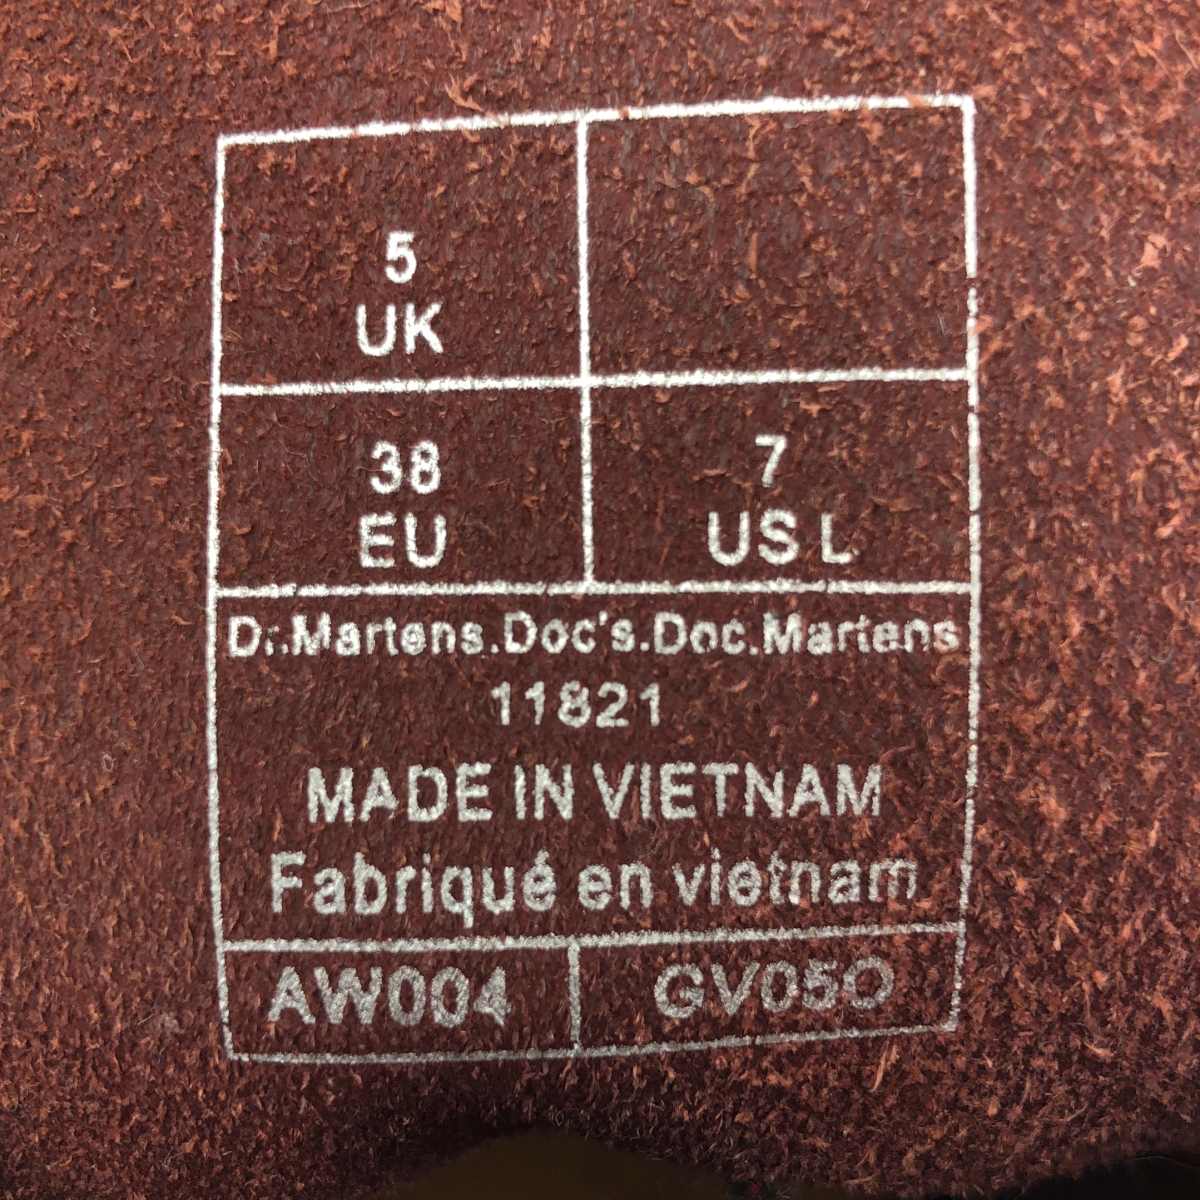 5
UK
38
EU
7
US L
Dr.Martens.Doc's.Doc.Martens
11821
MADE IN VIETNAM
Fabriqué en vietnam
AW004
GV05O